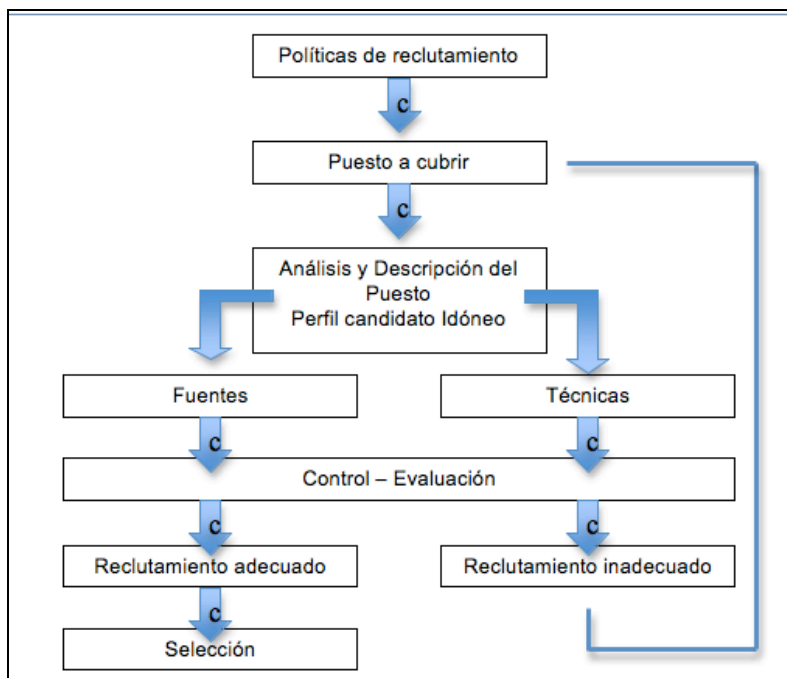 Políticas de reclutamiento
c
Puesto a cubrir
c
Análisis y Descripción del
Puesto
Perfil candidato Idóneo
Fuentes
Técnicas
c
c
Control – Evaluación
c
c
Reclutamiento adecuado
Reclutamiento inadecuado
c
Selección